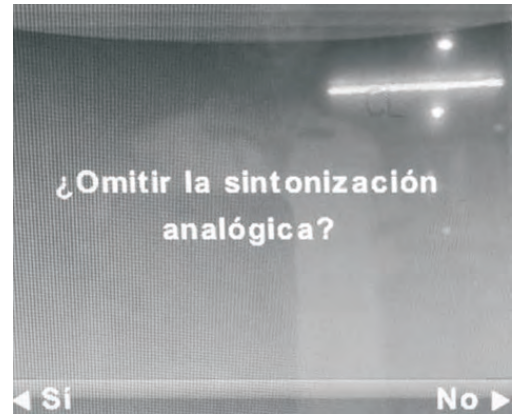 ¿Omitir la sintonización
analógica?
◀ Sí
No ▶